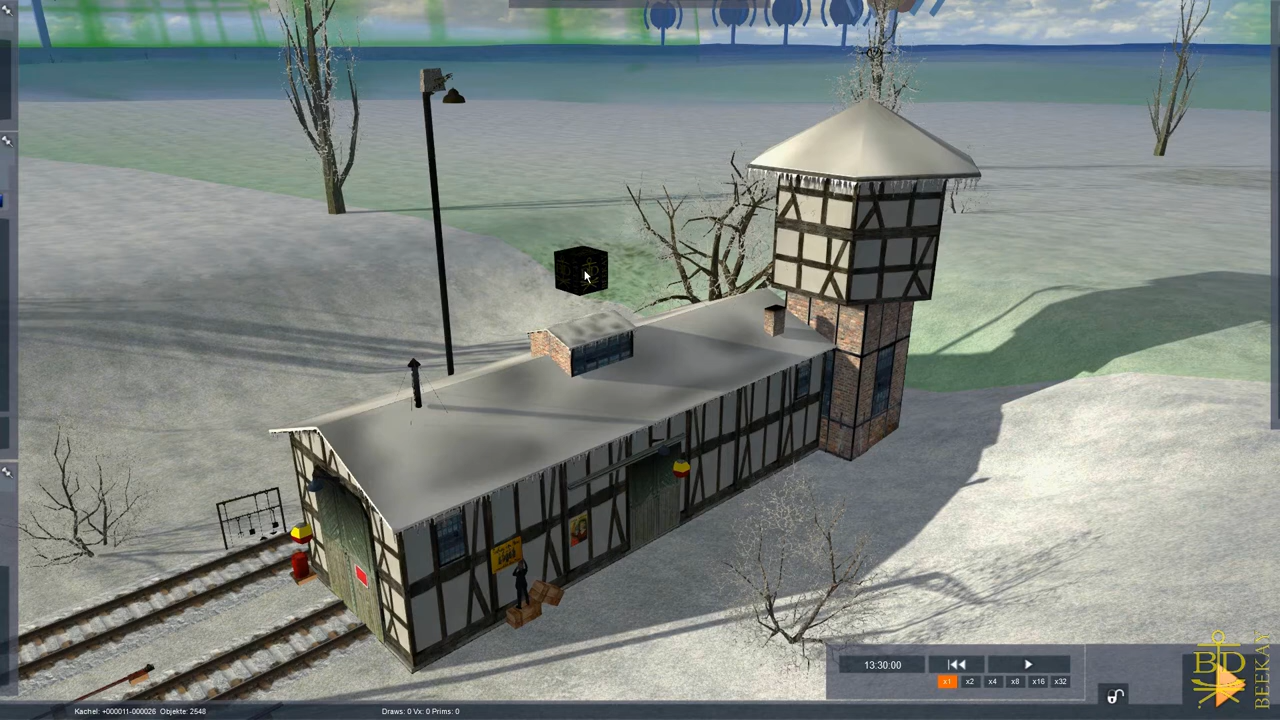 13:30:00
x1 x2 x4 x8 x16 x32
BD
BEEKAY
Kachel: +000011-000026 Objekte: 2548
Draws: 0 Vx: 0 Prims: 0